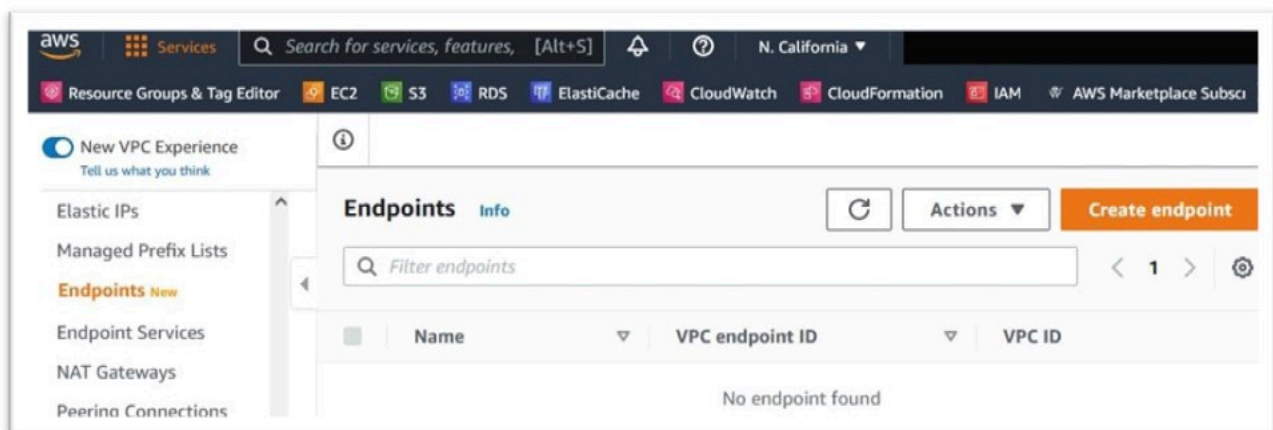 aws Services Search for services, features, [Alt+S] N. California
Resource Groups & Tag Editor EC2 S3 RDS ElastiCache CloudWatch CloudFormation IAM AWS Marketplace
New VPC Experience
Tell us what you think
Elastic IPs
Managed Prefix Lists
Endpoints New
Endpoint Services
NAT Gateways
Peering Connections
Endpoints Info Actions Create endpoint
Filter endpoints 1
Name VPC endpoint ID VPC ID
No endpoint found